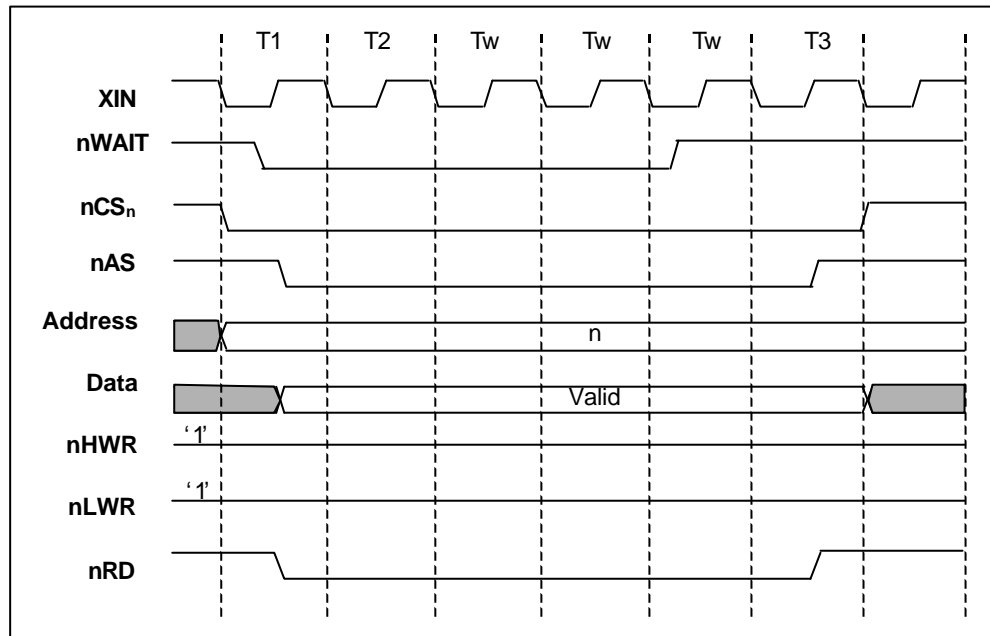 T1 T2 Tw Tw Tw T3
XIN
nWAIT
nCSn
nAS
Address
n
Data
Valid
nHWR
‘1’
nLWR
‘1’
nRD